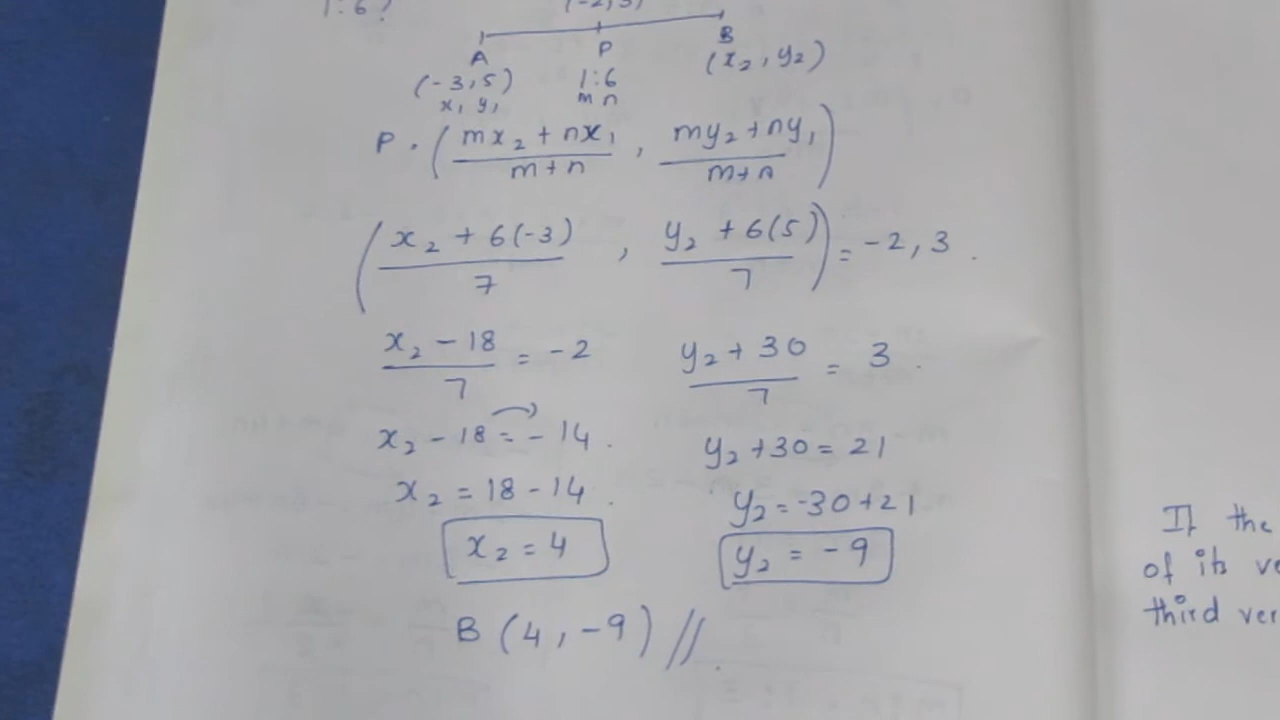 1:6?
(-2,3)
A P B
(-3,5) 1:6 (x₂, y₂)
x₁ y₁ m n
P. (mx₂ + nx₁ / m+n , my₂ + ny₁ / m+n)
(x₂ + 6(-3) / 7 , y₂ + 6(5) / 7) = -2, 3.
x₂ - 18 / 7 = -2 y₂ + 30 / 7 = 3.
x₂ - 18 = - 14. y₂ + 30 = 21
x₂ = 18 - 14. y₂ = -30 + 21
x₂ = 4 y₂ = -9
B (4, -9) //.
If the
of its
third